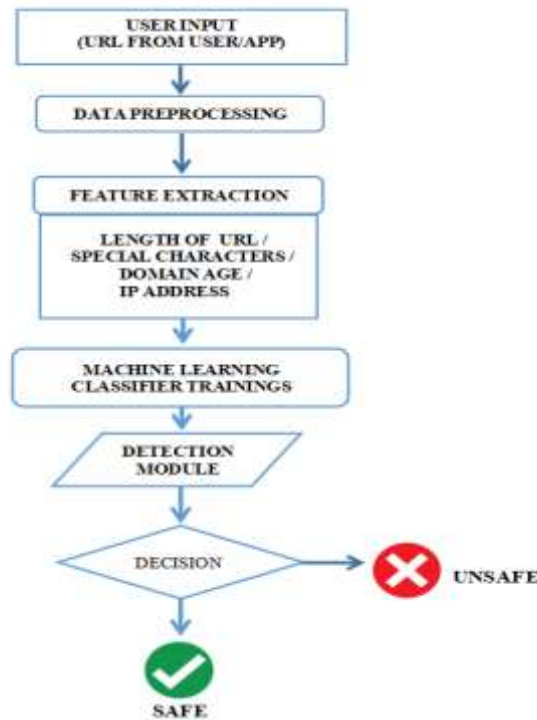 USER INPUT
(URL FROM USER/APP)
DATA PREPROCESSING
FEATURE EXTRACTION
LENGTH OF URL /
SPECIAL CHARACTERS /
DOMAIN AGE /
IP ADDRESS
MACHINE LEARNING
CLASSIFIER TRAININGS
DETECTION
MODULE
DECISION
UNSAFE
SAFE